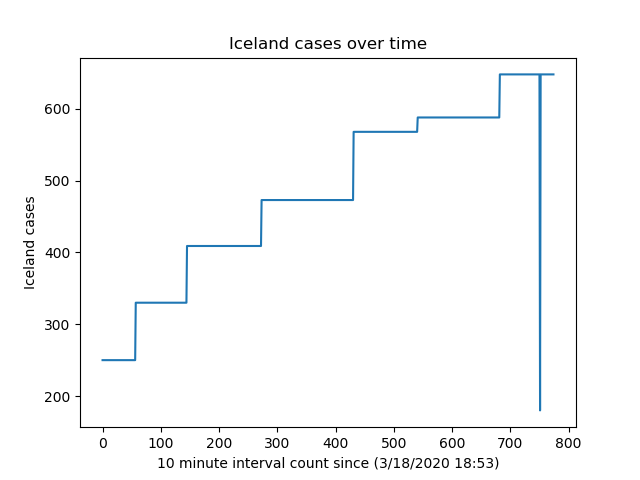 Iceland cases over time
600
500
400
300
200
Iceland cases
0 100 200 300 400 500 600 700 800
10 minute interval count since (3/18/2020 18:53)